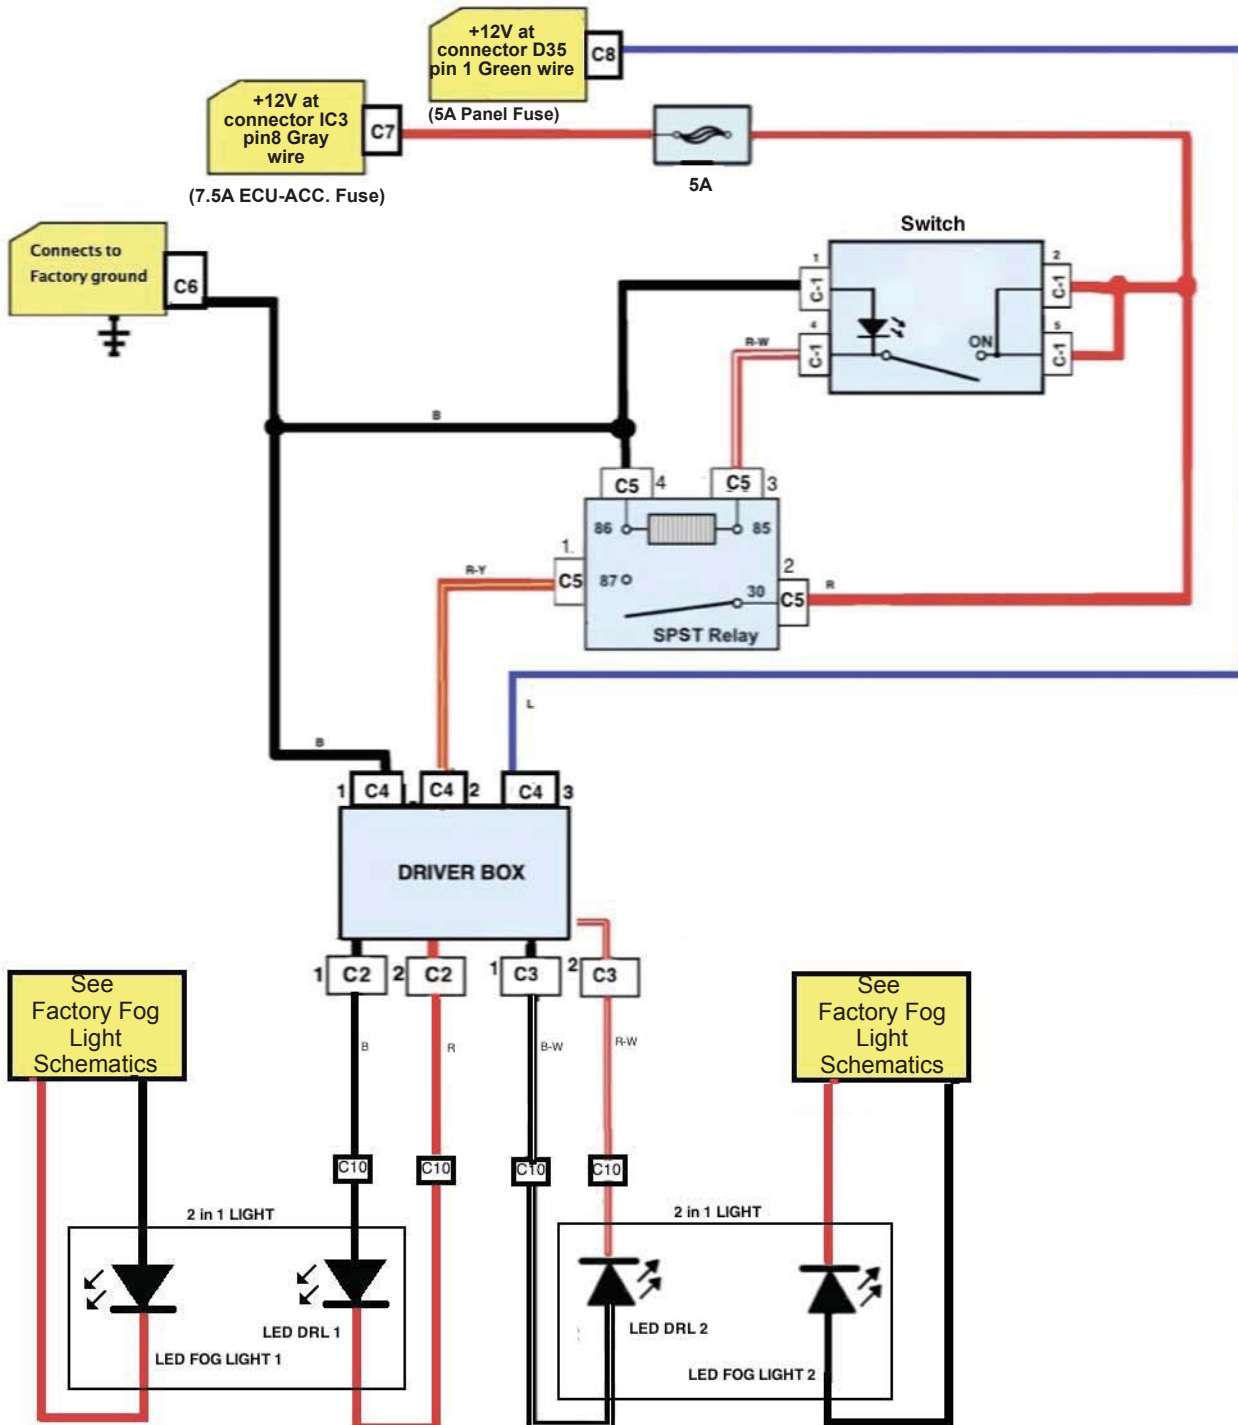 +12V at
connector D35
pin 1 Green wire
C8
(5A Panel Fuse)
+12V at
connector IC3
pin8 Gray
wire
C7
(7.5A ECU-ACC. Fuse)
5A
Connects to
Factory ground
C6
Switch
1
C-1
2
C-1
4
C-1
5
C-1
ON
R-W
B
C5 4
C5 3
86
85
1.
C5
87
2
C5
30
SPST Relay
R-Y
R
L
B
1 C4
C4 2
C4 3
DRIVER BOX
1 C2
2 C2
1 C3
2 C3
See
Factory Fog
Light
Schematics
See
Factory Fog
Light
Schematics
B
R
B-W
R-W
C10
C10
C10
C10
2 in 1 LIGHT
2 in 1 LIGHT
LED DRL 1
LED FOG LIGHT 1
LED DRL 2
LED FOG LIGHT 2